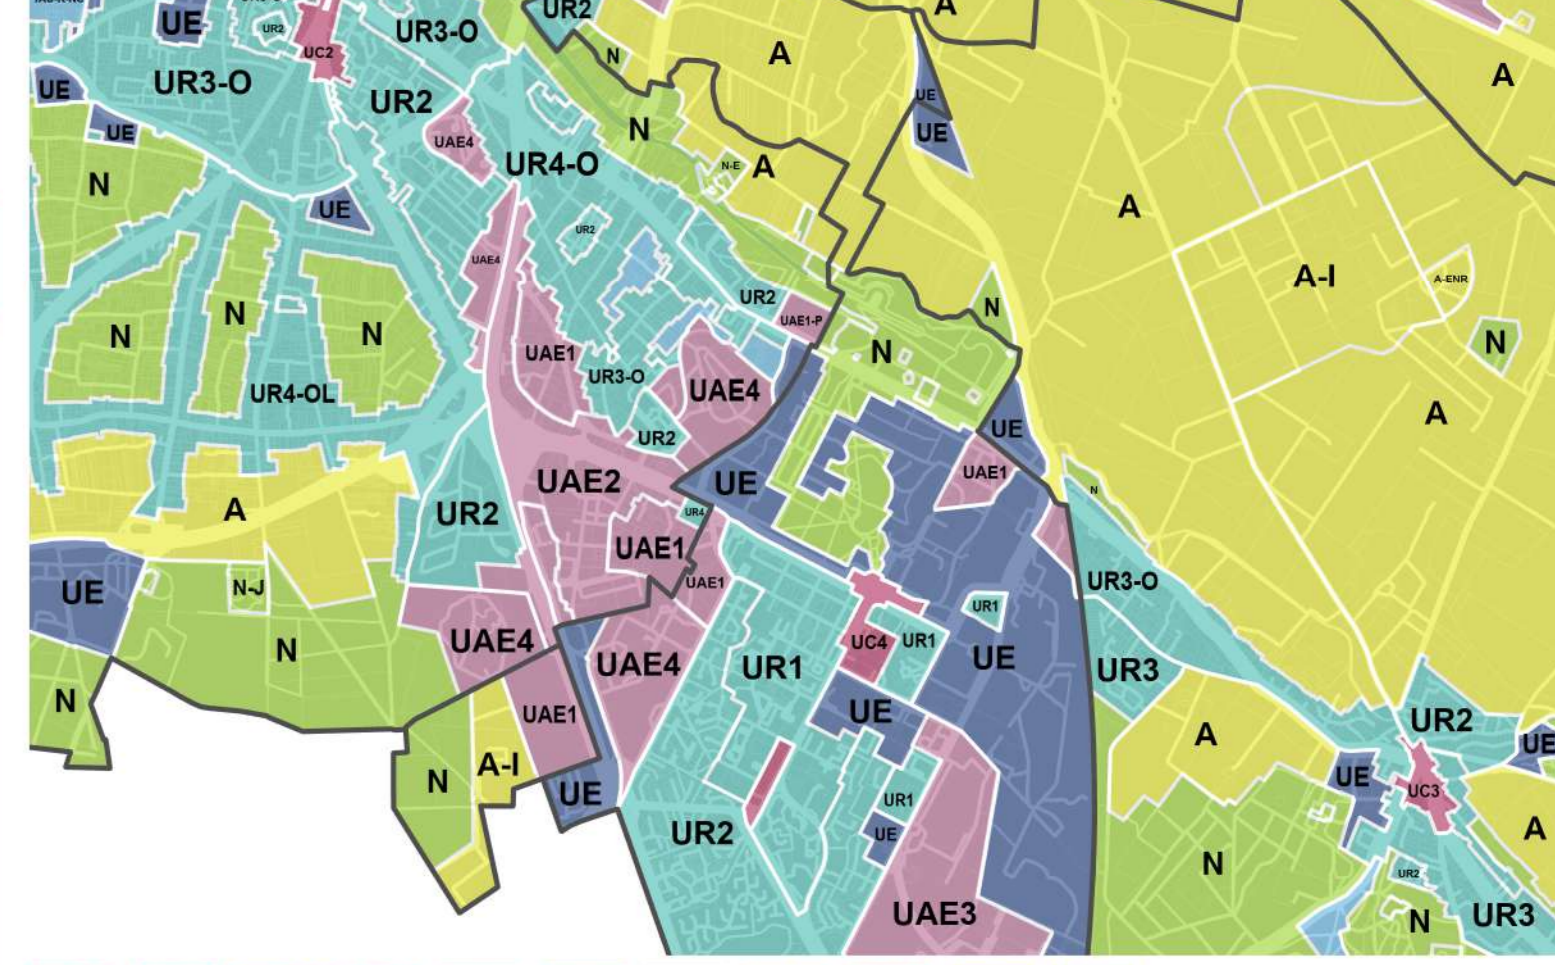 A
UR2
UE
UR2
UR3-O
UC2
N
A
A
UR3-O
UE
UE
UR2
UE
UAE4
N
UE
UR4-O
N-E
A
N
UE
A
UR2
UAE4
A-I
A-ENR
UR2
N
N
UAE1-P
N
N
N
N
UAE1
UR3-O
UAE4
UR4-OL
A
UE
UR2
UAE1
UAE2
UE
N
A
UR2
UR4
UAE1
UAE1
UR3-O
UE
N-J
UR1
UAE4
UC4
UR1
N
UAE4
UR1
UE
UR3
N
UAE1
UE
UR2
A
UE
A-I
N
UE
UE
UC3
UR1
UR2
UE
A
N
UR2
UAE3
N
UR3